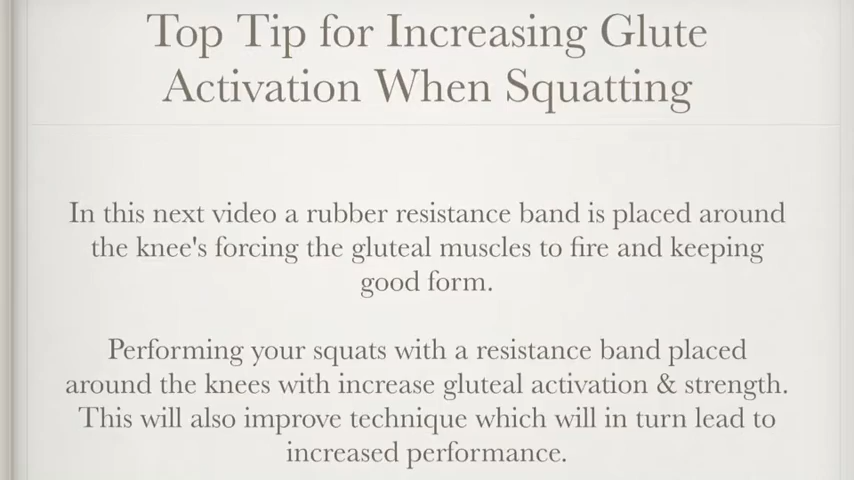 Top Tip for Increasing Glute
Activation When Squatting
In this next video a rubber resistance band is placed around
the knee's forcing the gluteal muscles to fire and keeping
good form.
Performing your squats with a resistance band placed
around the knees with increase gluteal activation & strength.
This will also improve technique which will in turn lead to
increased performance.